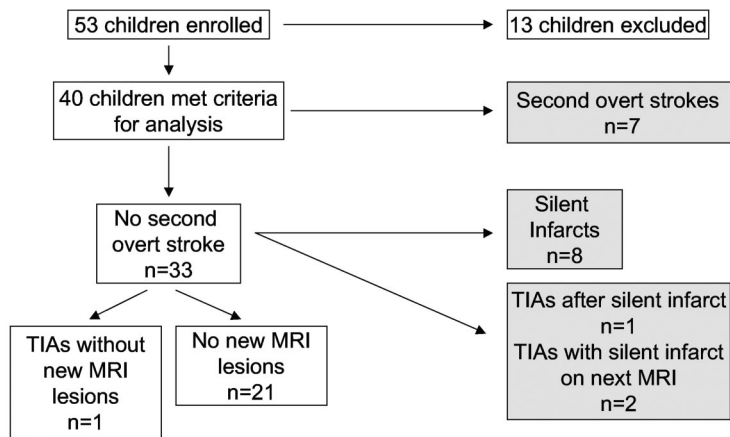 53 children enrolled
13 children excluded
40 children met criteria
for analysis
Second overt strokes
n=7
No second
overt stroke
n=33
Silent
Infarcts
n=8
TIAs after silent infarct
n=1
TIAs with silent infarct
on next MRI
n=2
TIAs without
new MRI
lesions
n=1
No new MRI
lesions
n=21